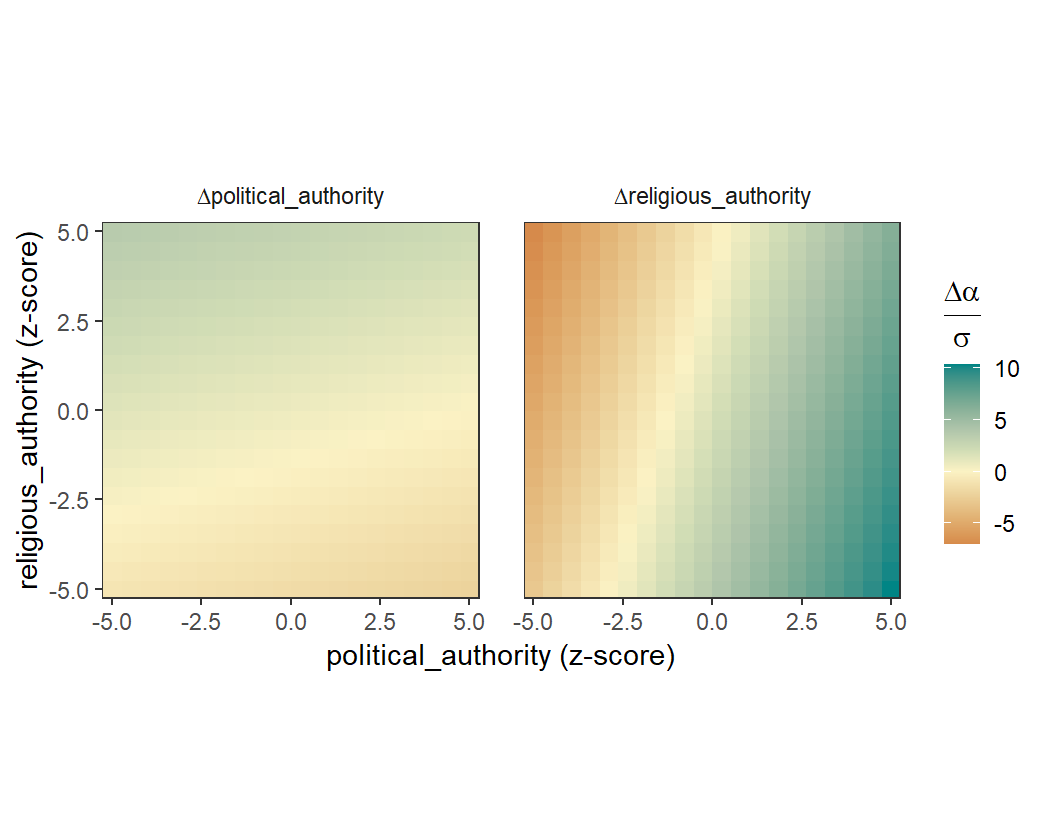 Δpolitical_authority
Δreligious_authority
religious_authority (z-score)
5.0
2.5
0.0
-2.5
-5.0
-5.0 -2.5 0.0 2.5 5.0
-5.0 -2.5 0.0 2.5 5.0
political_authority (z-score)
Δα
σ
10
5
0
-5